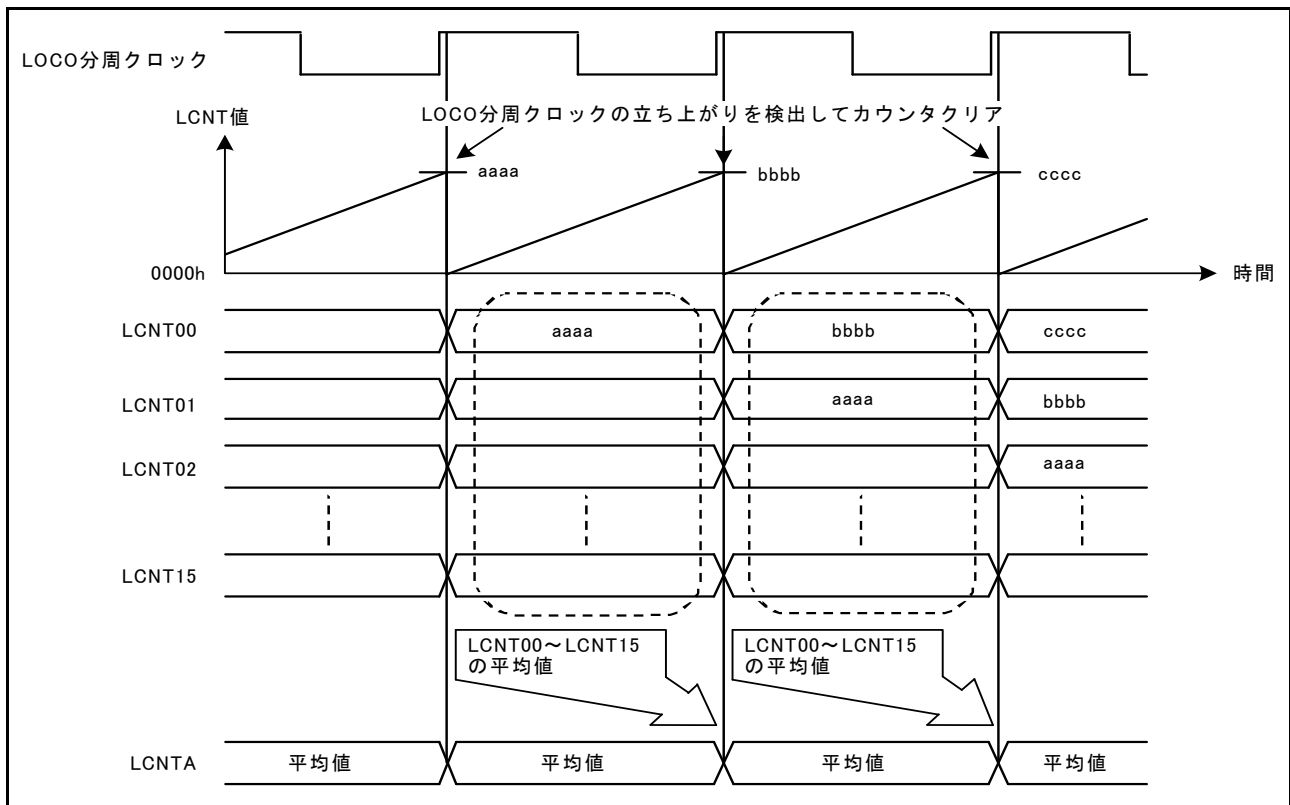 LOCO分周クロック
LCNT値
LOCO分周クロックの立ち上がりを検出してカウンタクリア
aaaa
bbbb
cccc
0000h
時間
LCNT00
aaaa
bbbb
cccc
LCNT01
aaaa
bbbb
LCNT02
aaaa
LCNT15
LCNT00～LCNT15
の平均値
LCNT00～LCNT15
の平均値
LCNTA
平均値
平均値
平均値
平均値